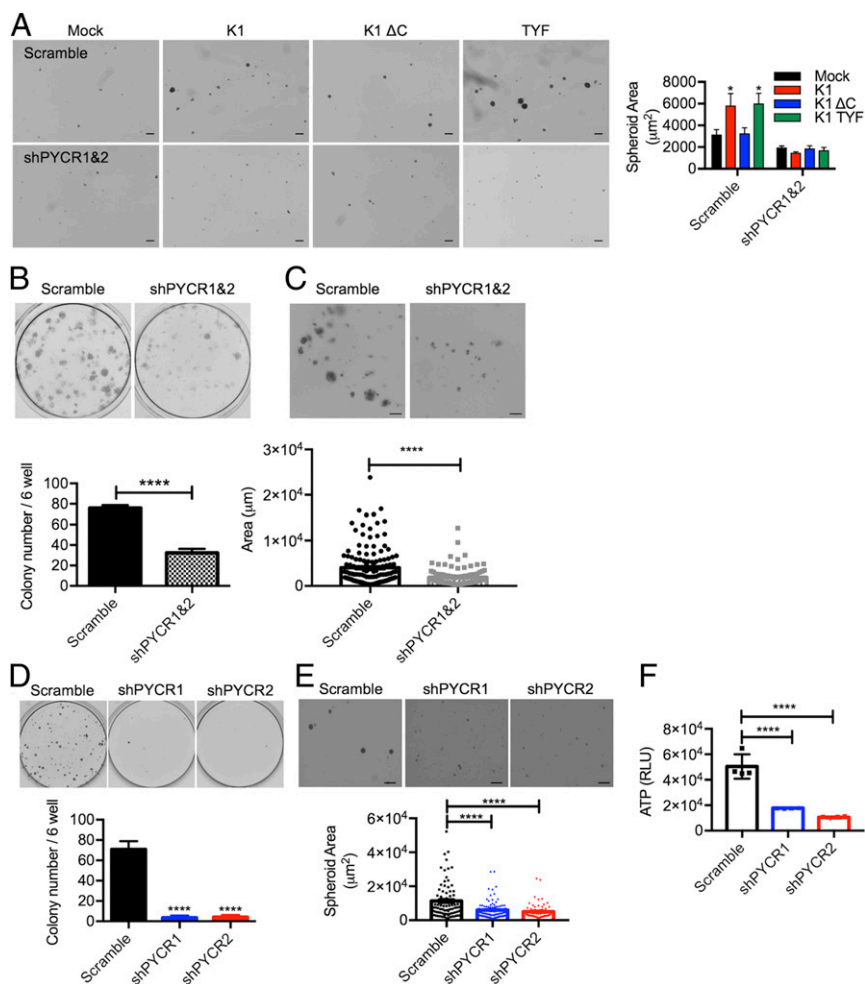 A
Mock K1 K1 ΔC TYF
Scramble
shPYCR1&2
Spheroid Area
(μm²)
8000
6000
4000
2000
0
* *
Mock
K1
K1 ΔC
K1 TYF
Scramble
shPYCR1&2
B
Scramble shPYCR1&2
Colony number / 6 well
100
80
60
40
20
0
****
Scramble
shPYCR1&2
C
Scramble shPYCR1&2
Area (μm)
3×10⁴
2×10⁴
1×10⁴
0
****
Scramble
shPYCR1&2
D
Scramble shPYCR1 shPYCR2
Colony number / 6 well
100
80
60
40
20
0
**** ****
Scramble
shPYCR1
shPYCR2
E
Scramble shPYCR1 shPYCR2
Spheroid Area
(μm²)
6×10⁴
4×10⁴
2×10⁴
0
****
****
Scramble
shPYCR1
shPYCR2
F
ATP (RLU)
8×10⁴
6×10⁴
4×10⁴
2×10⁴
0
****
****
Scramble
shPYCR1
shPYCR2